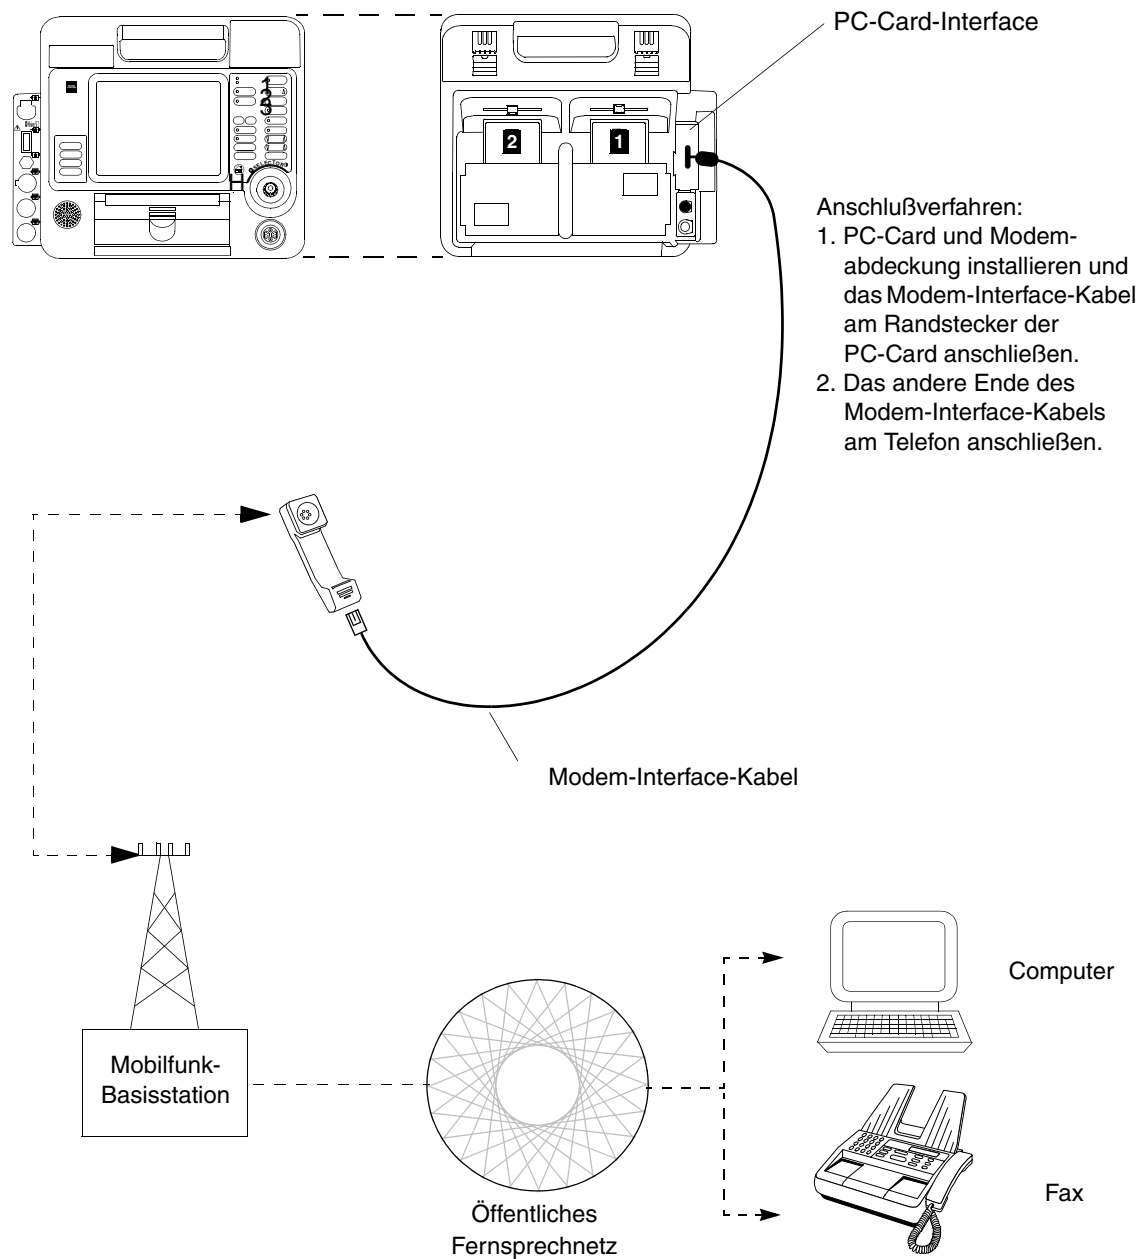 PC-Card-Interface
2
1
Anschlußverfahren:
1. PC-Card und Modem-
abdeckung installieren und
das Modem-Interface-Kabel
am Randstecker der
PC-Card anschließen.
2. Das andere Ende des
Modem-Interface-Kabels
am Telefon anschließen.
Modem-Interface-Kabel
Mobilfunk-
Basisstation
Öffentliches
Fernsprechnetz
Computer
Fax